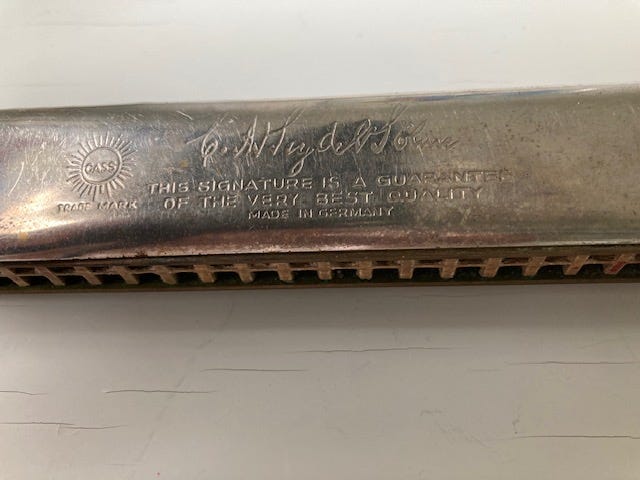 C. A. Seydel Söhne
CASS
THIS SIGNATURE IS A GUARANTEE
TRADE MARK
OF THE VERY BEST QUALITY
MADE IN GERMANY